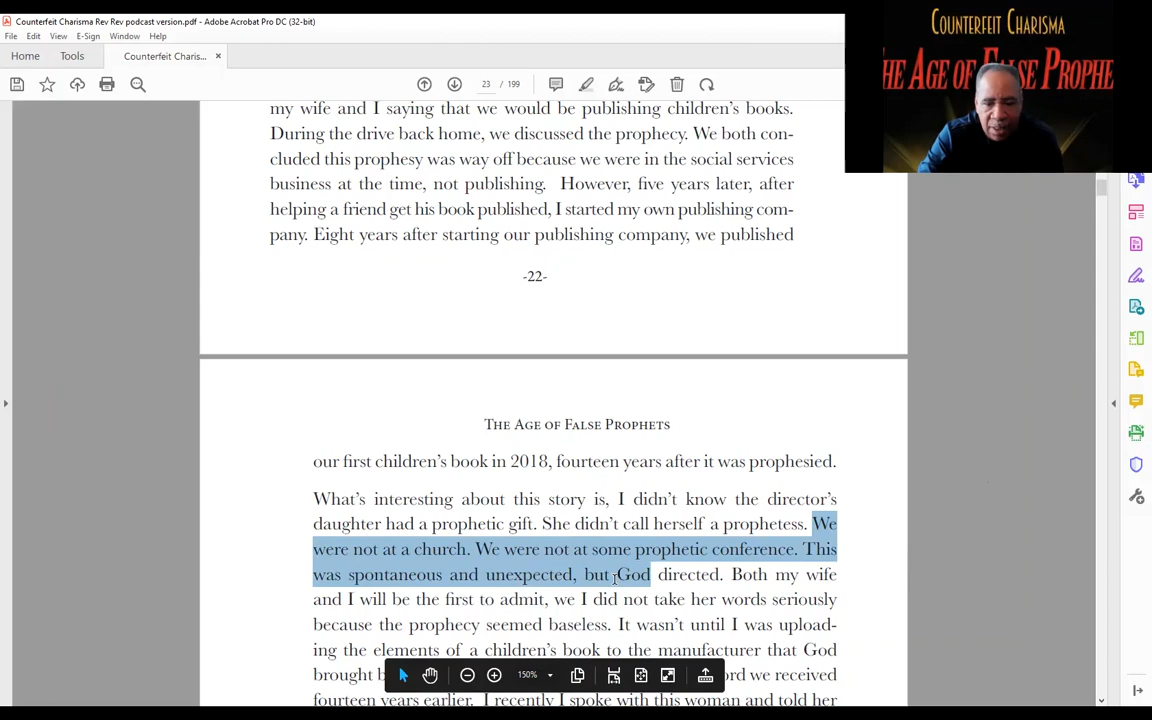 Counterfeit Charisma Rev Rev podcast version.pdf - Adobe Acrobat Pro DC (32-bit)
File Edit View E-Sign Window Help
Home Tools Counterfeit Charis... ×
23 / 199
COUNTERFEIT CHARISMA
HE AGE OF FALSE PROPHE
my wife and I saying that we would be publishing children's books.
During the drive back home, we discussed the prophecy. We both con-
cluded this prophesy was way off because we were in the social services
business at the time, not publishing. However, five years later, after
helping a friend get his book published, I started my own publishing com-
pany. Eight years after starting our publishing company, we published
-22-
THE AGE OF FALSE PROPHETS
our first children's book in 2018, fourteen years after it was prophesied.
What's interesting about this story is, I didn't know the director's
daughter had a prophetic gift. She didn't call herself a prophetess. We
were not at a church. We were not at some prophetic conference. This
was spontaneous and unexpected, but God directed. Both my wife
and I will be the first to admit, we I did not take her words seriously
because the prophecy seemed baseless. It wasn't until I was upload-
ing the elements of a children's book to the manufacturer that God
brought ord we received
fourteen years earlier. I recently I spoke with this woman and told her
150%